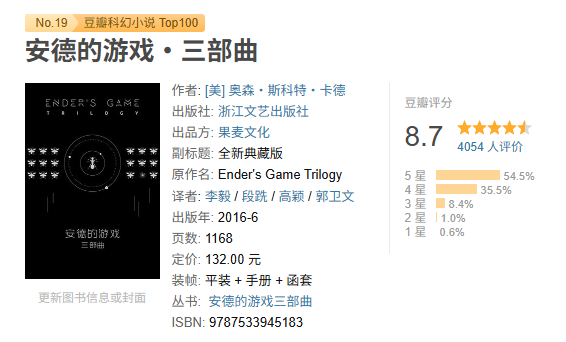 No.19 豆瓣科幻小说 Top100
安德的游戏·三部曲
ENDER'S GAME
TRILOGY
安德的游戏
三部曲
更新图书信息或封面
作者: [美] 奥森·斯科特·卡德
出版社: 浙江文艺出版社
出品方: 果麦文化
副标题: 全新典藏版
原作名: Ender's Game Trilogy
译者: 李毅 / 段跣 / 高颖 / 郭卫文
出版年: 2016-6
页数: 1168
定价: 132.00 元
装帧: 平装 + 手册 + 函套
丛书: 安德的游戏三部曲
ISBN: 9787533945183
豆瓣评分
8.7
4054 人评价
5 星 54.5%
4 星 35.5%
3 星 8.4%
2 星 1.0%
1 星 0.6%